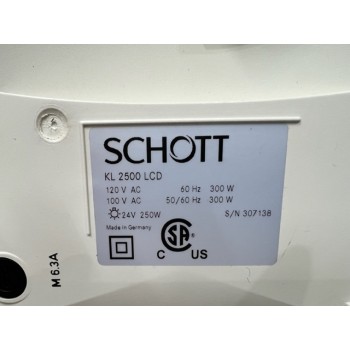 SCHOTT
KL 2500 LCD
120 V AC 60 Hz 300 W
100 V AC 50/60 Hz 300 W
24V 250W S/N 307138
Made in Germany
SA
C US
M 6.3A